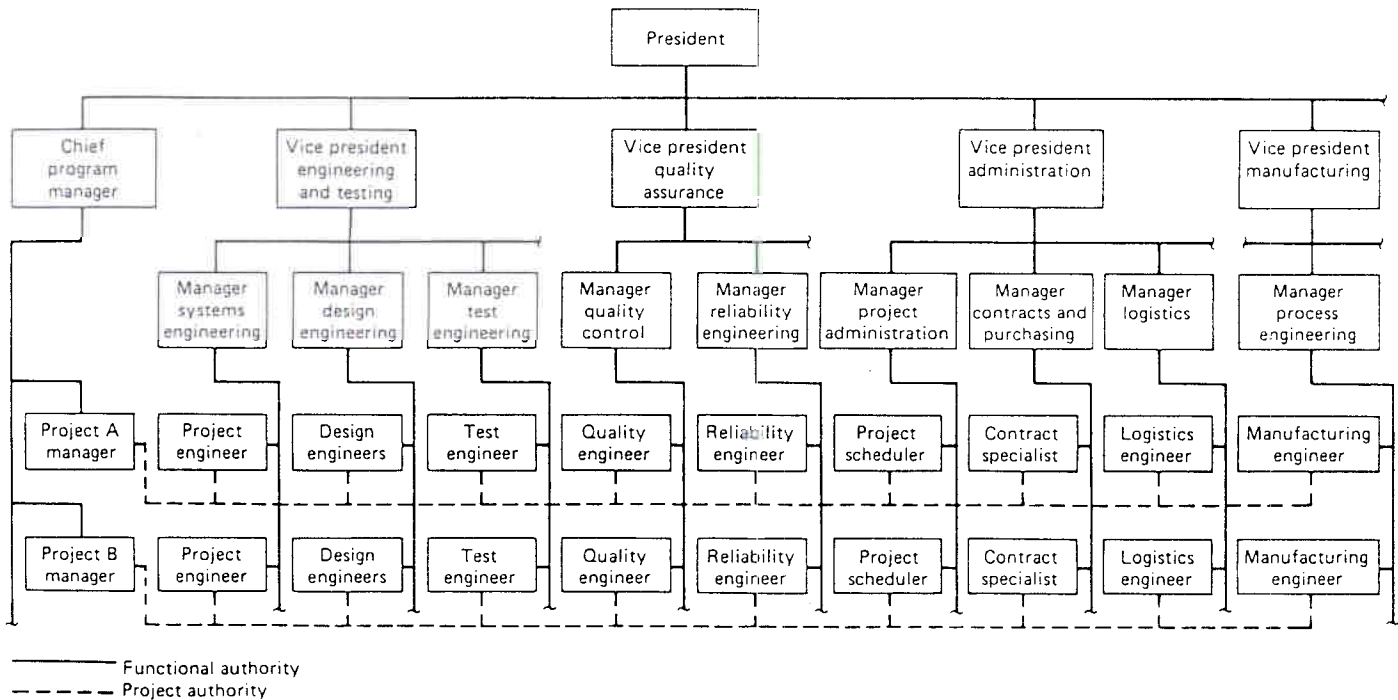 President
Chief
program
manager
Vice president
engineering
and testing
Vice president
quality
assurance
Vice president
administration
Vice president
manufacturing
Manager
systems
engineering
Manager
design
engineering
Manager
test
engineering
Manager
quality
control
Manager
reliability
engineering
Manager
project
administration
Manager
contracts and
purchasing
Manager
logistics
Manager
process
engineering
Project A
manager
Project
engineer
Design
engineers
Test
engineer
Quality
engineer
Reliability
engineer
Project
scheduler
Contract
specialist
Logistics
engineer
Manufacturing
engineer
Project B
manager
Project
engineer
Design
engineers
Test
engineer
Quality
engineer
Reliability
engineer
Project
scheduler
Contract
specialist
Logistics
engineer
Manufacturing
engineer
Functional authority
Project authority